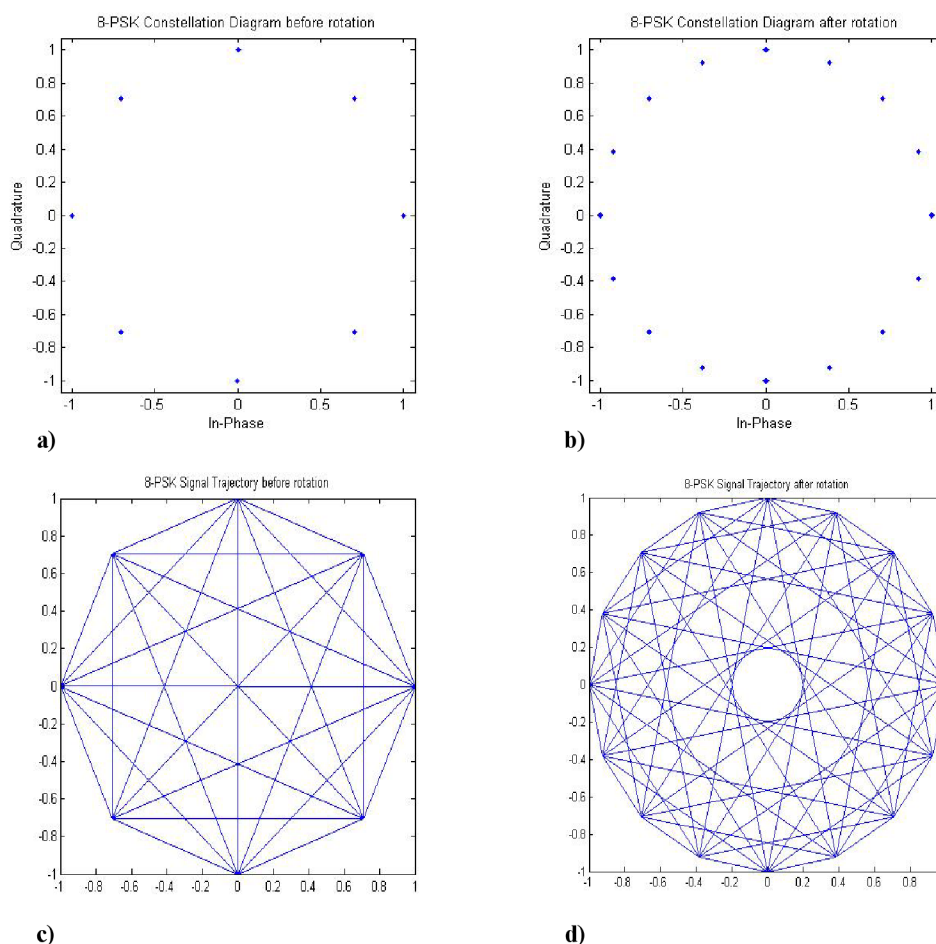 8-PSK Constellation Diagram before rotation
1
0.8
0.6
0.4
0.2
0
-0.2
-0.4
-0.6
-0.8
-1
Quadrature
-1 -0.5 0 0.5 1
In-Phase
a)
8-PSK Constellation Diagram after rotation
1
0.8
0.6
0.4
0.2
0
-0.2
-0.4
-0.6
-0.8
-1
Quadrature
-1 -0.5 0 0.5 1
In-Phase
b)
8-PSK Signal Trajectory before rotation
1
0.8
0.6
0.4
0.2
0
-0.2
-0.4
-0.6
-0.8
-1
-1 -0.8 -0.6 -0.4 -0.2 0 0.2 0.4 0.6 0.8 1
c)
8-PSK Signal Trajectory after rotation
1
0.8
0.6
0.4
0.2
0
-0.2
-0.4
-0.6
-0.8
-1
-1 -0.8 -0.6 -0.4 -0.2 0 0.2 0.4 0.6 0.8
d)